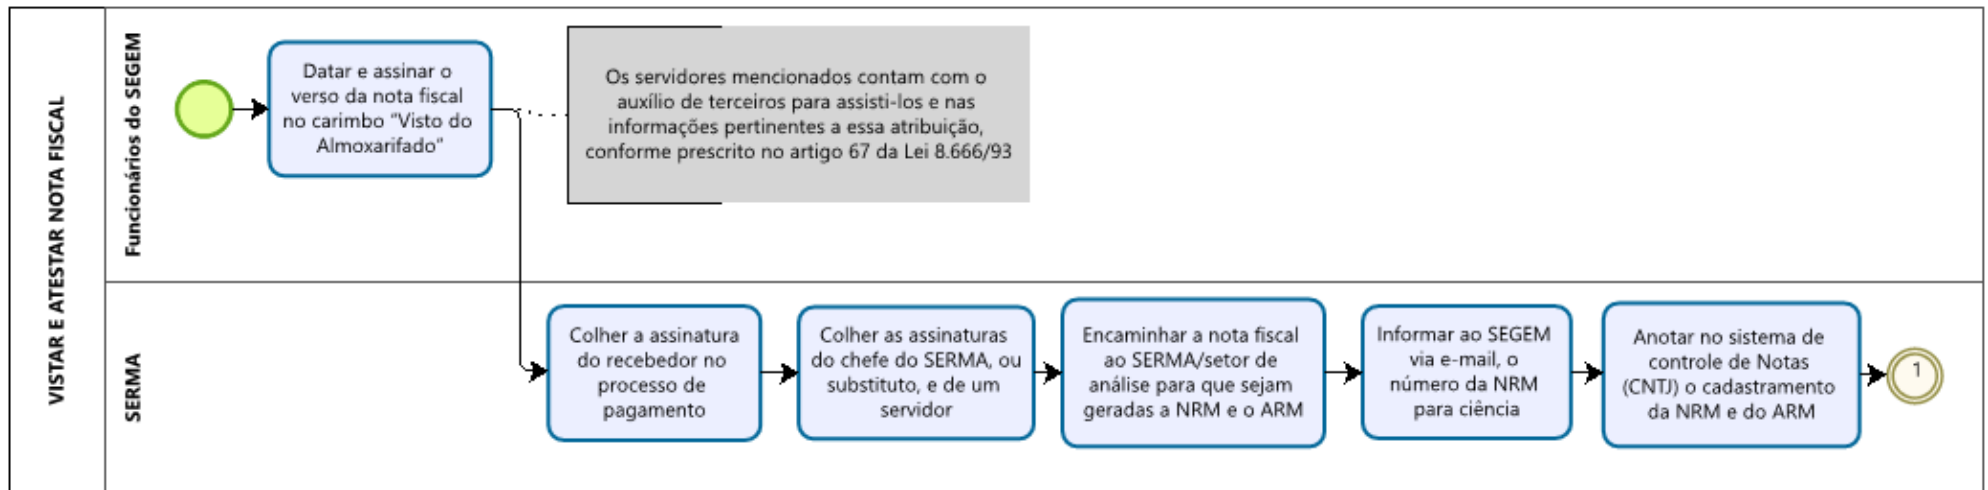 VISTAR E ATESTAR NOTA FISCAL
Funcionários do SEGEM
Datar e assinar o
verso da nota fiscal
no carimbo "Visto do
Almoxarifado"
Os servidores mencionados contam com o
auxílio de terceiros para assisti-los e nas
informações pertinentes a essa atribuição,
conforme prescrito no artigo 67 da Lei 8.666/93
SERMA
Colher a assinatura
do recebedor no
processo de
pagamento
Colher as assinaturas
do chefe do SERMA, ou
substituto, e de um
servidor
Encaminhar a nota fiscal
ao SERMA/setor de
análise para que sejam
geradas a NRM e o ARM
Informar ao SEGEM
via e-mail, o
número da NRM
para ciência
Anotar no sistema de
controle de Notas
(CNTJ) o cadastramento
da NRM e do ARM
1